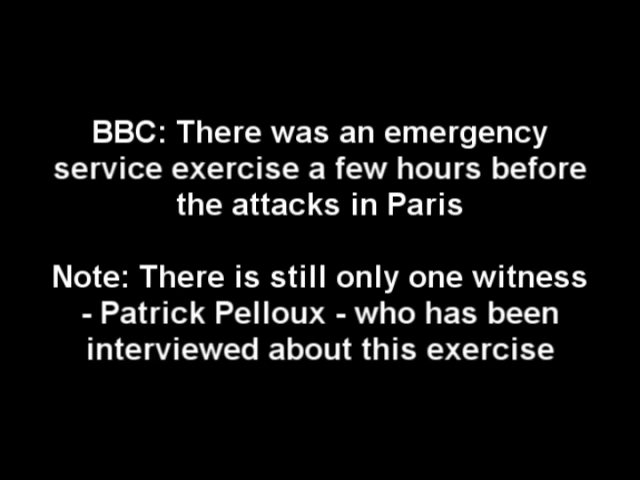 BBC: There was an emergency
service exercise a few hours before
the attacks in Paris
Note: There is still only one witness
- Patrick Pelloux - who has been
interviewed about this exercise